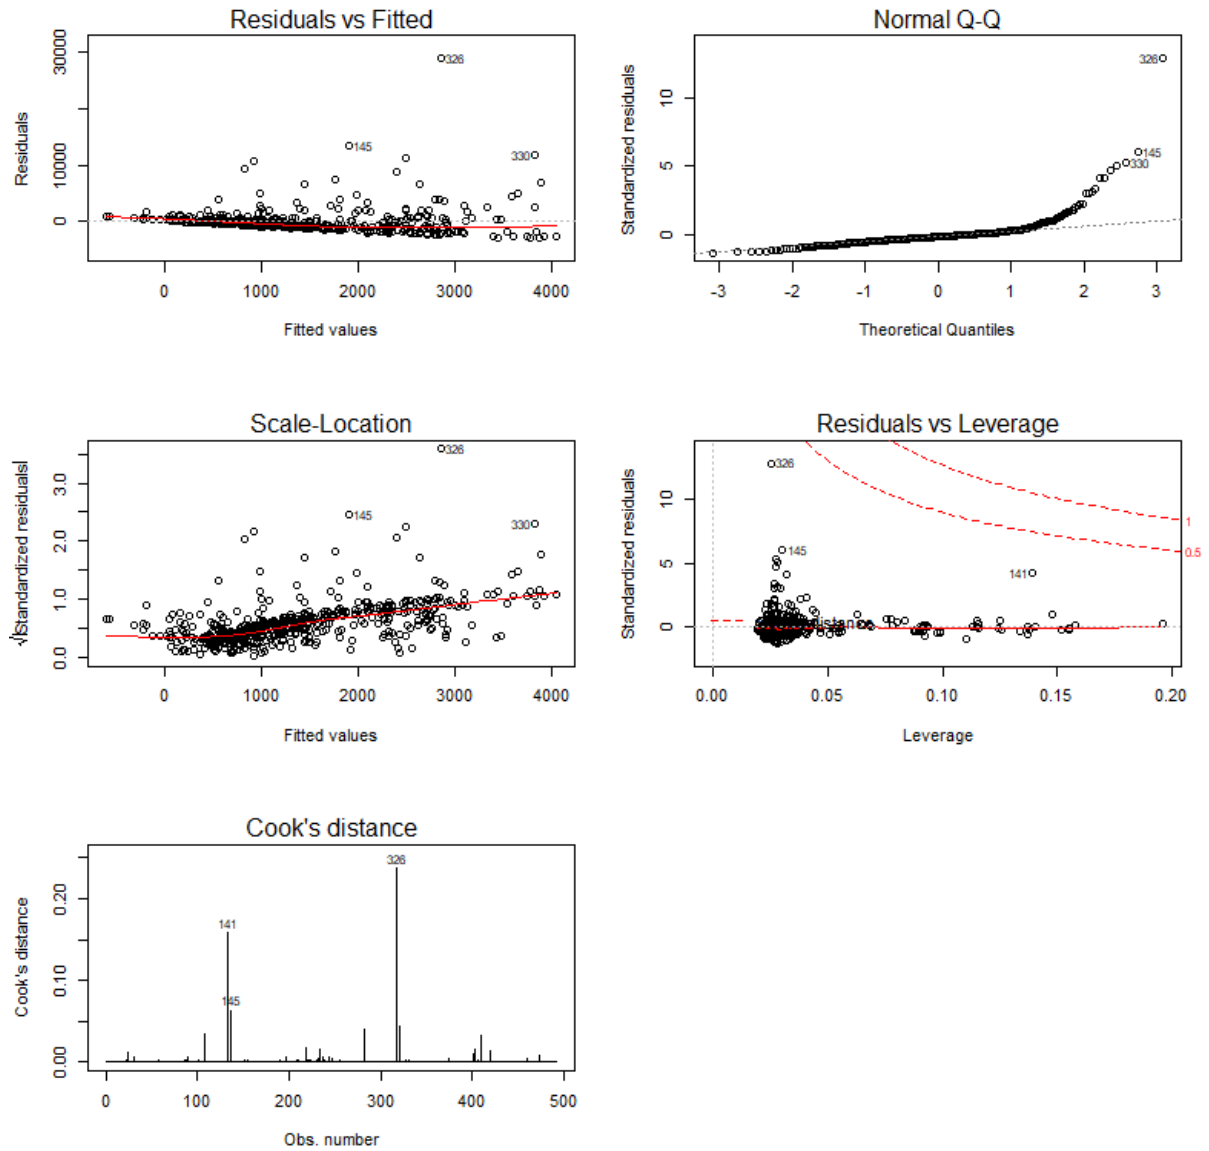 Residuals vs Fitted
Residuals
30000
10000
0
326
145
330
0 1000 2000 3000 4000
Fitted values
Normal Q-Q
Standardized residuals
10
5
0
326
145
330
-3 -2 -1 0 1 2 3
Theoretical Quantiles
Scale-Location
√|Standardized residuals|
3.0
2.0
1.0
0.0
326
145
330
0 1000 2000 3000 4000
Fitted values
Residuals vs Leverage
Standardized residuals
10
5
0
326
145
141
1
0.5
distance
0.00 0.05 0.10 0.15 0.20
Leverage
Cook's distance
Cook's distance
0.20
0.10
0.00
326
141
145
0 100 200 300 400 500
Obs. number